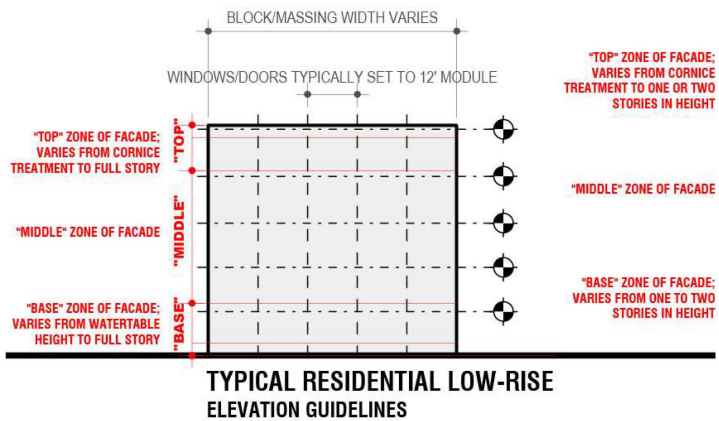 BLOCK/MASSING WIDTH VARIES
WINDOWS/DOORS TYPICALLY SET TO 12' MODULE
"TOP" ZONE OF FACADE;
VARIES FROM CORNICE
TREATMENT TO FULL STORY
"MIDDLE" ZONE OF FACADE
"BASE" ZONE OF FACADE;
VARIES FROM WATERTABLE
HEIGHT TO FULL STORY
"TOP"
"MIDDLE"
"BASE"
"TOP" ZONE OF FACADE;
VARIES FROM CORNICE
TREATMENT TO ONE OR TWO
STORIES IN HEIGHT
"MIDDLE" ZONE OF FACADE
"BASE" ZONE OF FACADE;
VARIES FROM ONE TO TWO
STORIES IN HEIGHT
TYPICAL RESIDENTIAL LOW-RISE
ELEVATION GUIDELINES